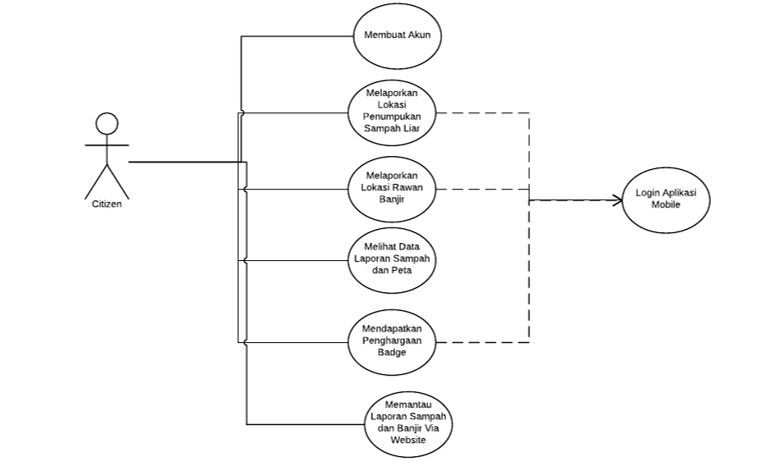 Membuat Akun
Melaporkan
Lokasi
Penumpukan
Sampah Liar
Citizen
Melaporkan
Lokasi Rawan
Banjir
Login Aplikasi
Mobile
Melihat Data
Laporan Sampah
dan Peta
Mendapatkan
Penghargaan
Badge
Memantau
Laporan Sampah
dan Banjir Via
Website